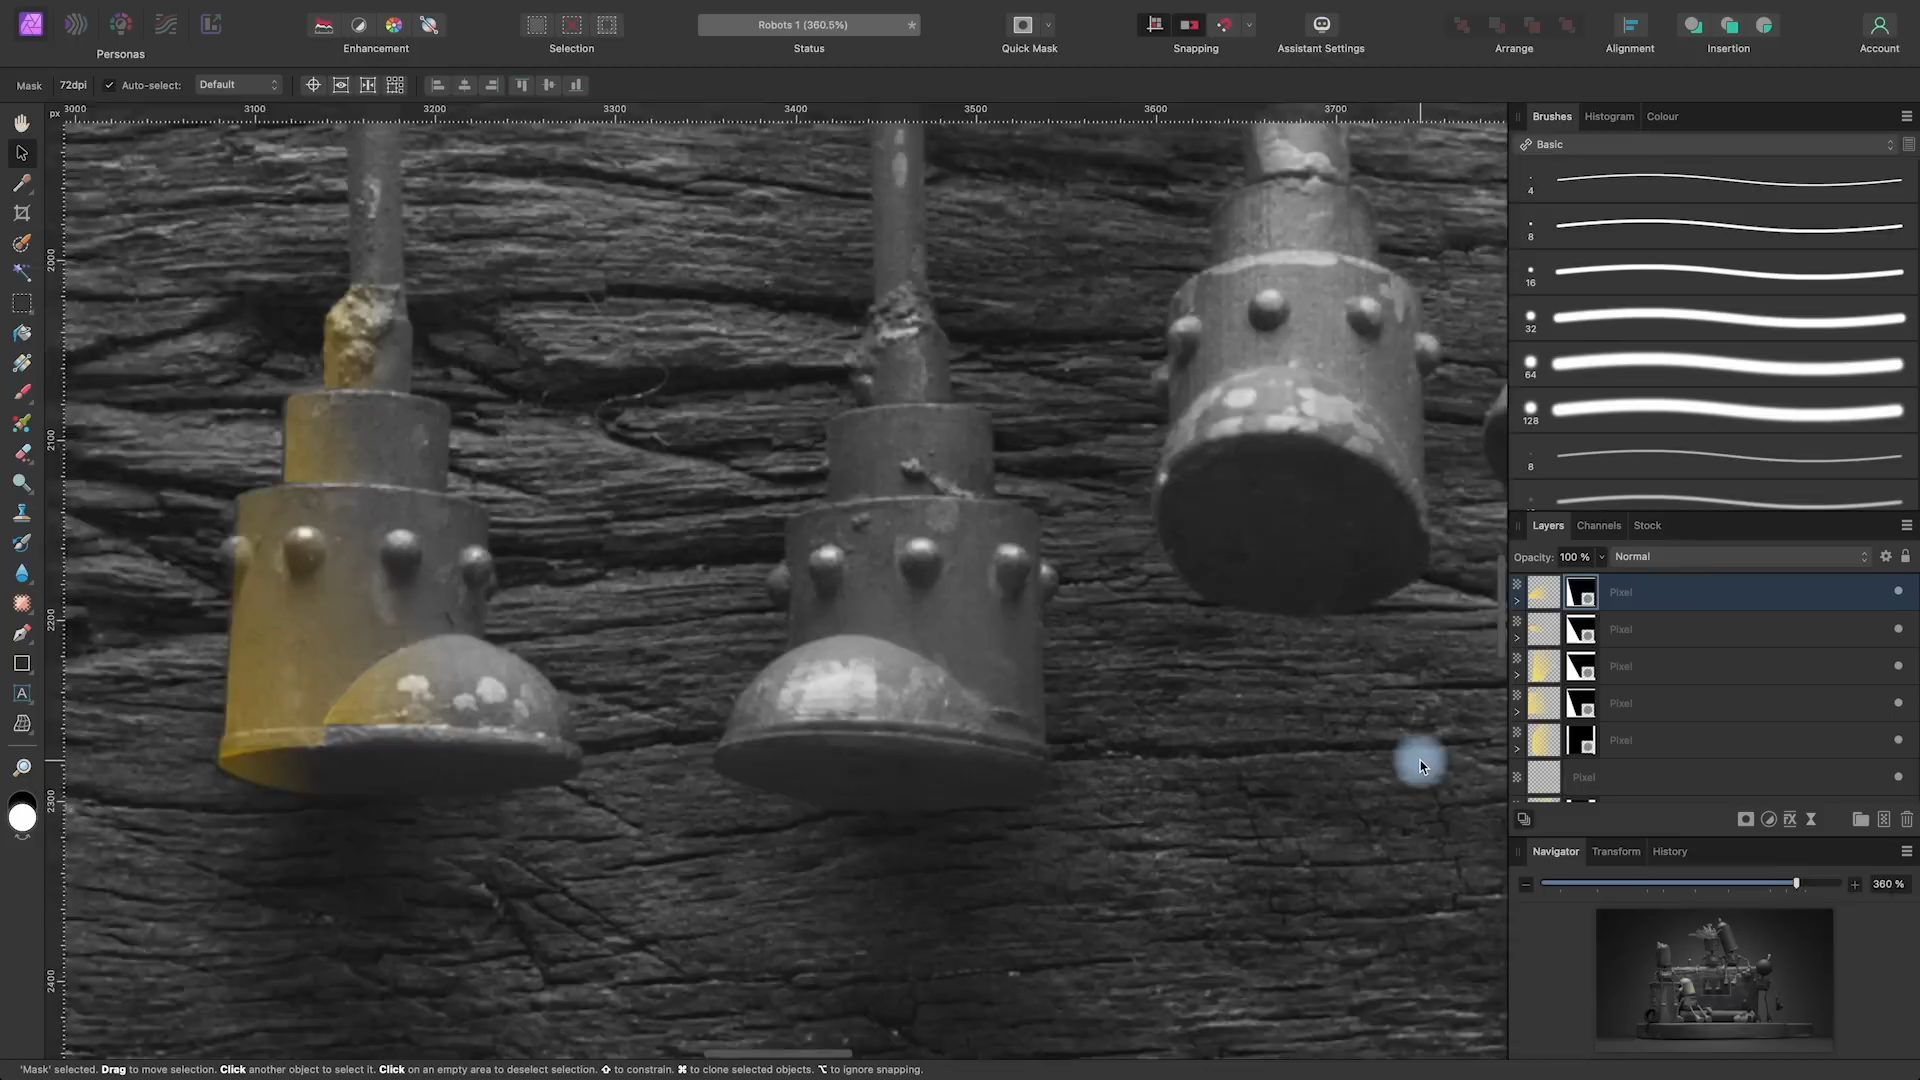 Robots 1 (360.5%)
*
Personas
Enhancement
Selection
Status
Quick Mask
Snapping
Assistant Settings
Arrange
Alignment
Insertion
Account
Mask
72dpi
Auto-select:
Default
px
3000
3100
3200
3300
3400
3500
3600
3700
2000
2100
2200
2300
2400
A
Brushes
Histogram
Colour
Basic
4
8
16
32
64
128
8
Layers
Channels
Stock
Opacity: 100 %
Normal
Pixel
Pixel
Pixel
Pixel
Pixel
Pixel
Navigator
Transform
History
360 %
'Mask' selected. Drag to move selection. Click another object to select it. Click on an empty area to deselect selection. ⇧ to constrain. ⌘ to clone selected objects. ⌥ to ignore snapping.